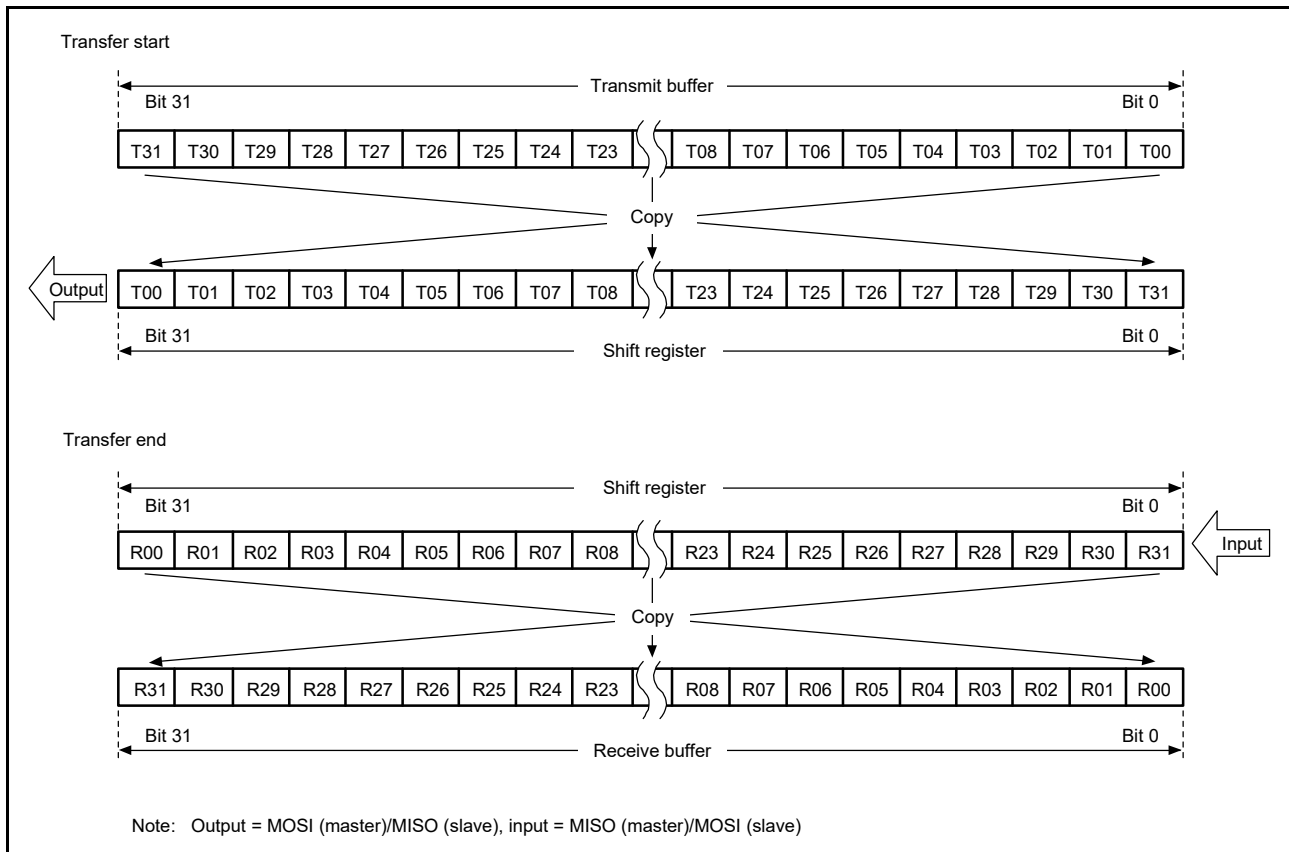 Transfer start
Transmit buffer
Bit 31 Bit 0
T31 T30 T29 T28 T27 T26 T25 T24 T23 T08 T07 T06 T05 T04 T03 T02 T01 T00
Copy
Output T00 T01 T02 T03 T04 T05 T06 T07 T08 T23 T24 T25 T26 T27 T28 T29 T30 T31
Bit 31 Bit 0
Shift register
Transfer end
Shift register
Bit 31 Bit 0
R00 R01 R02 R03 R04 R05 R06 R07 R08 R23 R24 R25 R26 R27 R28 R29 R30 R31 Input
Copy
R31 R30 R29 R28 R27 R26 R25 R24 R23 R08 R07 R06 R05 R04 R03 R02 R01 R00
Bit 31 Bit 0
Receive buffer
Note: Output = MOSI (master)/MISO (slave), input = MISO (master)/MOSI (slave)